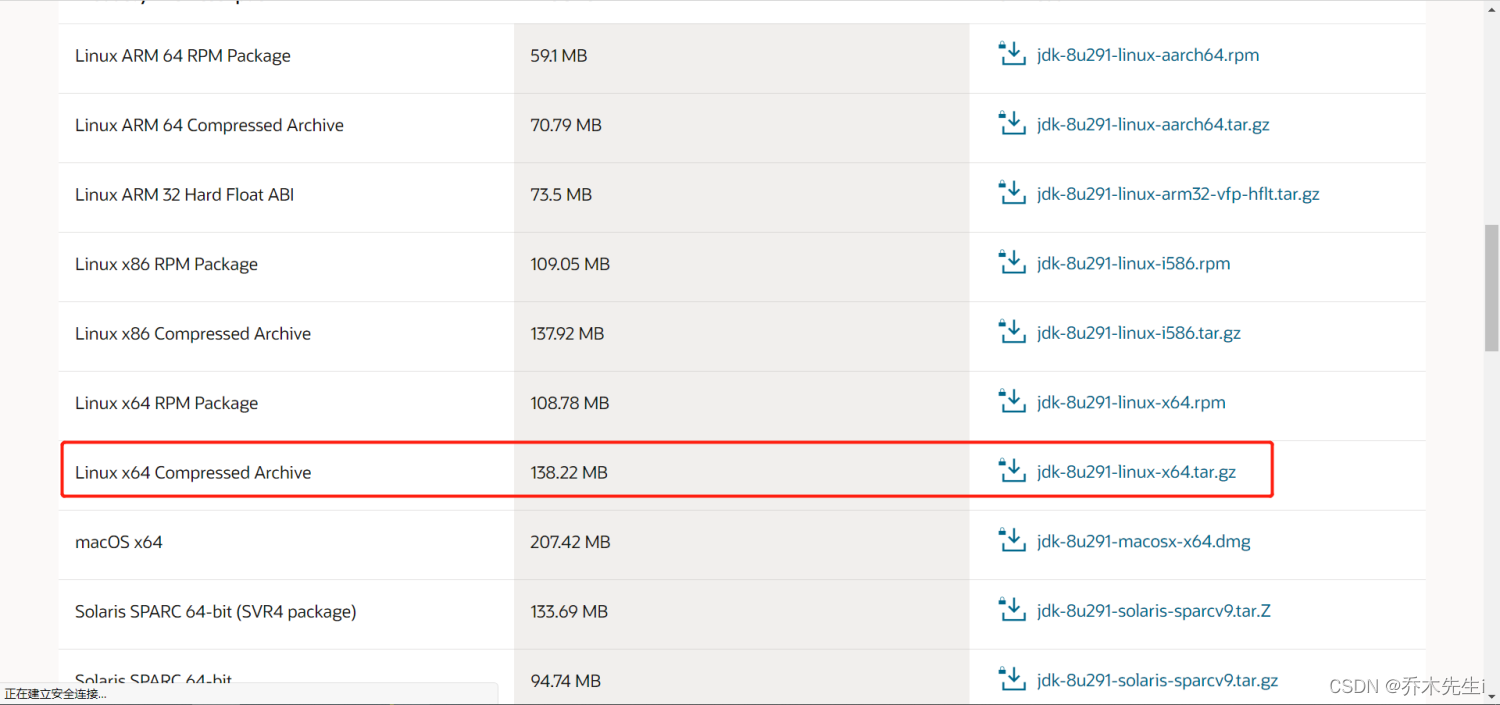 Linux ARM 64 RPM Package 59.1 MB jdk-8u291-linux-aarch64.rpm
Linux ARM 64 Compressed Archive 70.79 MB jdk-8u291-linux-aarch64.tar.gz
Linux ARM 32 Hard Float ABI 73.5 MB jdk-8u291-linux-arm32-vfp-hflt.tar.gz
Linux x86 RPM Package 109.05 MB jdk-8u291-linux-i586.rpm
Linux x86 Compressed Archive 137.92 MB jdk-8u291-linux-i586.tar.gz
Linux x64 RPM Package 108.78 MB jdk-8u291-linux-x64.rpm
Linux x64 Compressed Archive 138.22 MB jdk-8u291-linux-x64.tar.gz
macOS x64 207.42 MB jdk-8u291-macosx-x64.dmg
Solaris SPARC 64-bit (SVR4 package) 133.69 MB jdk-8u291-solaris-sparcv9.tar.Z
Solaris SPARC 64-bit 94.74 MB jdk-8u291-solaris-sparcv9.tar.gz
正在建立安全连接...
CSDN @乔木先生i